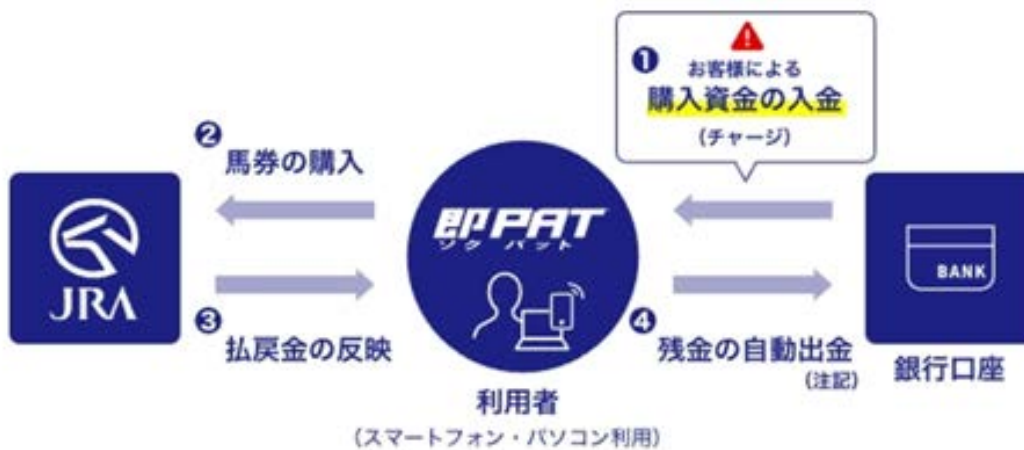 ❶
お客様による
購入資金の入金
(チャージ)
❷
馬券の購入
JRA
即PAT
ソクパット
BANK
❸
払戻金の反映
❹
残金の自動出金
(注記)
銀行口座
利用者
(スマートフォン・パソコン利用)